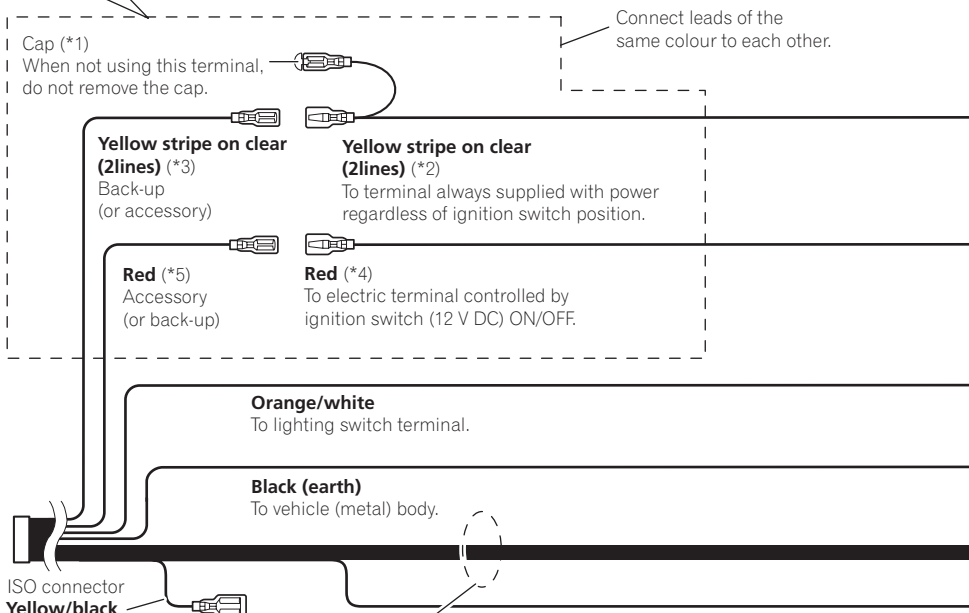 Connect leads of the
same colour to each other.
Cap (*1)
When not using this terminal,
do not remove the cap.
Yellow stripe on clear
(2lines) (*3)
Back-up
(or accessory)
Yellow stripe on clear
(2lines) (*2)
To terminal always supplied with power
regardless of ignition switch position.
Red (*5)
Accessory
(or back-up)
Red (*4)
To electric terminal controlled by
ignition switch (12 V DC) ON/OFF.
Orange/white
To lighting switch terminal.
Black (earth)
To vehicle (metal) body.
ISO connector
Yellow/black